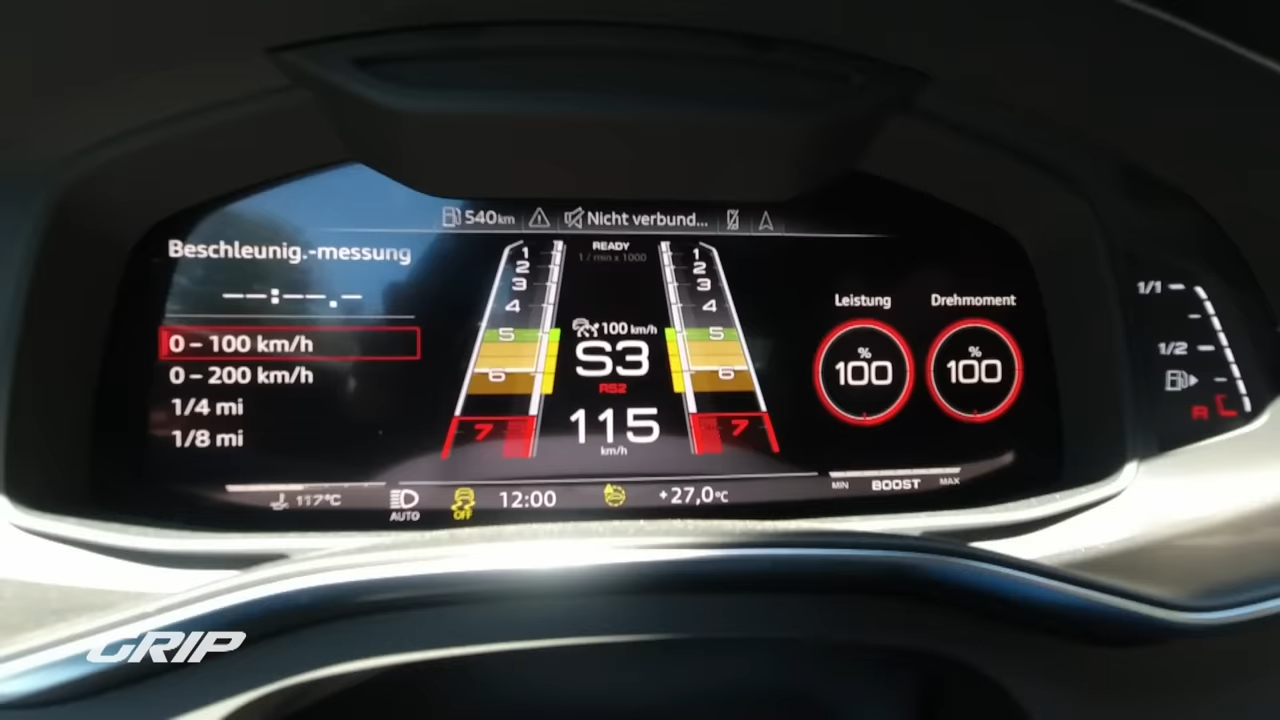 540km
Nicht verbund...
Beschleunig.-messung
--:--.-
0 – 100 km/h
0 – 200 km/h
1/4 mi
1/8 mi
READY
1 / min x 1000
1
2
3
4
5
6
7
100 km/h
S3
RS2
115
km/h
1
2
3
4
5
6
7
Leistung
%
100
Drehmoment
%
100
1/1
1/2
R
117°C
AUTO
OFF
12:00
+27,0°C
MIN
BOOST
MAX
GRIP